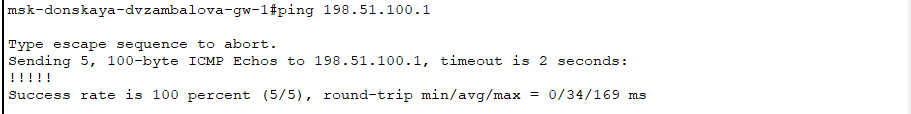 msk-donskaya-dvzambalova-gw-1#ping 198.51.100.1
Type escape sequence to abort.
Sending 5, 100-byte ICMP Echos to 198.51.100.1, timeout is 2 seconds:
!!!!!
Success rate is 100 percent (5/5), round-trip min/avg/max = 0/34/169 ms